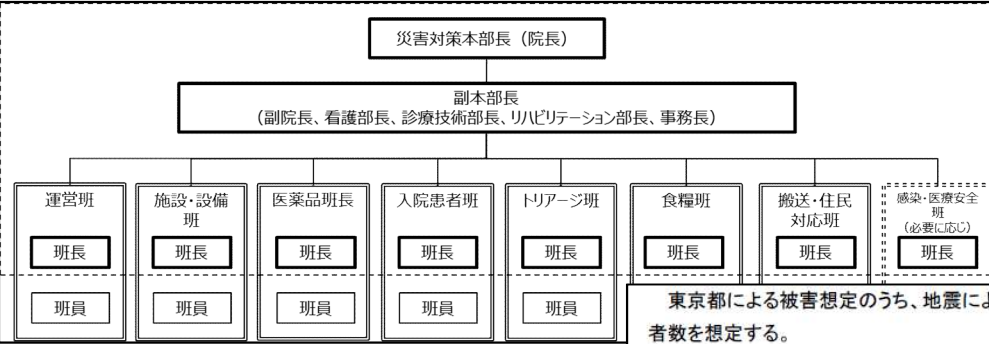 災害対策本部長（院長）
副本部長
（副院長、看護部長、診療技術部長、リハビリテーション部長、事務長）
運営班
施設・設備
班
医薬品班長
入院患者班
トリアージ班
食糧班
搬送・住民
対応班
感染・医療安全
班
（必要に応じ）
班長
班長
班長
班長
班長
班長
班長
班長
班員
班員
班員
班員
班員
東京都による被害想定のうち、地震によ
者数を想定する。